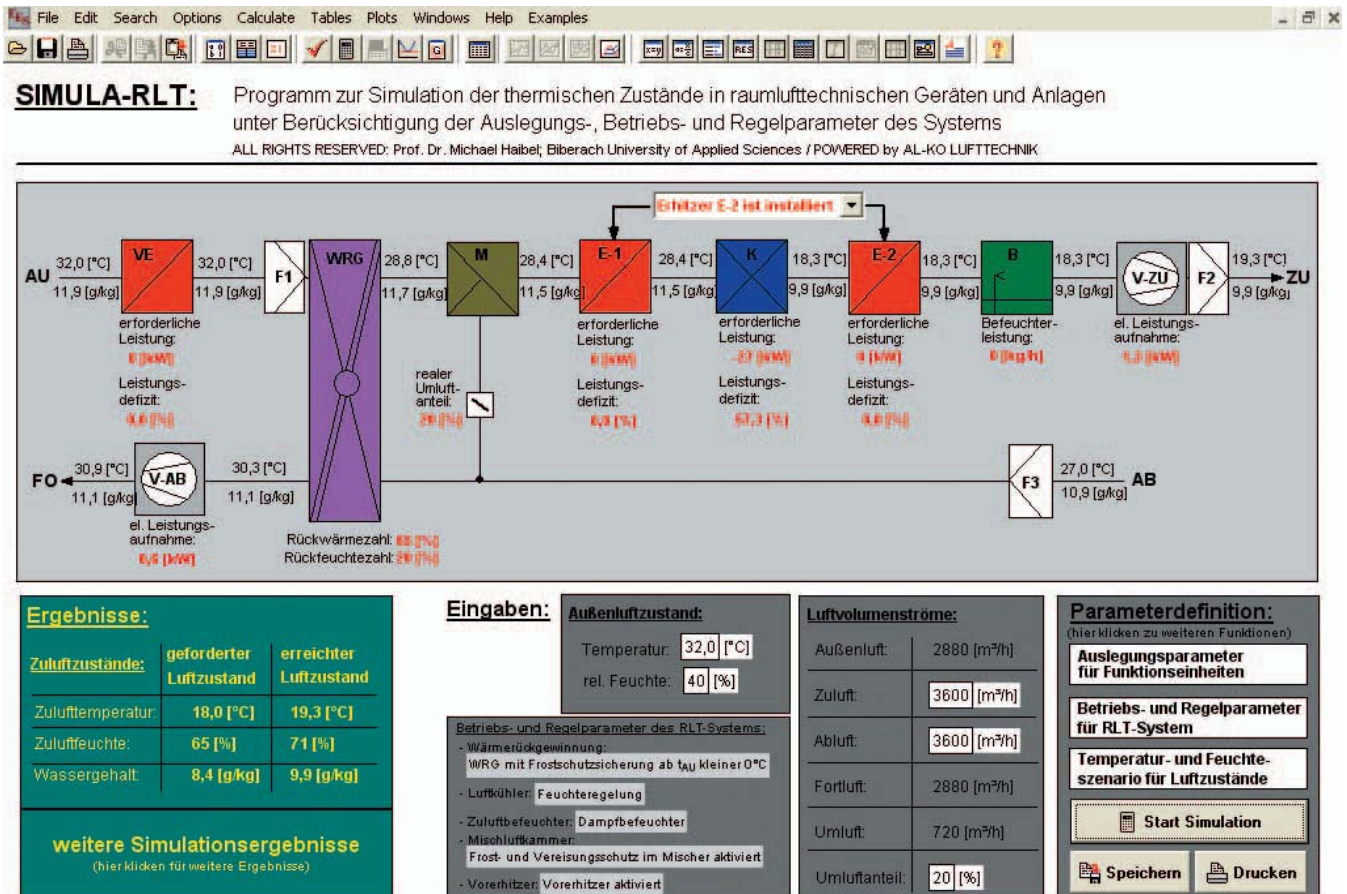 File Edit Search Options Calculate Tables Plots Windows Help Examples
SIMULA-RLT: Programm zur Simulation der thermischen Zustände in raumlufttechnischen Geräten und Anlagen
unter Berücksichtigung der Auslegungs-, Betriebs- und Regelparameter des Systems
ALL RIGHTS RESERVED: Prof. Dr. Michael Haibel; Biberach University of Applied Sciences / POWERED by AL-KO LUFTTECHNIK
Erhitzer E-2 ist installiert
AU 32,0 [°C] VE 32,0 [°C] F1 WRG 28,8 [°C] M 28,4 [°C] E-1 28,4 [°C] K 18,3 [°C] E-2 18,3 [°C] B 18,3 [°C] V-ZU F2 19,3 [°C] ZU
11,9 [g/kg] 11,9 [g/kg] 11,7 [g/kg] 11,5 [g/kg] 11,5 [g/kg] 9,9 [g/kg] 9,9 [g/kg] 9,9 [g/kg] 9,9 [g/kg]
erforderliche Leistung:
Leistungs-defizit:
realer Umluft-anteil:
erforderliche Leistung:
Leistungs-defizit:
erforderliche Leistung:
Leistungs-defizit:
erforderliche Leistung:
Leistungs-defizit:
Befeuchter-leistung:
el. Leistungs-aufnahme:
FO 30,9 [°C] V-AB 30,3 [°C] F3 27,0 [°C] AB
11,1 [g/kg] 11,1 [g/kg] 10,9 [g/kg]
el. Leistungs-aufnahme:
Rückwärmezahl:
Rückfeuchtezahl:
Ergebnisse:
Zuluftzustände: geforderter Luftzustand erreichter Luftzustand
Zulufttemperatur: 18,0 [°C] 19,3 [°C]
Zuluftfeuchte: 65 [%] 71 [%]
Wassergehalt: 8,4 [g/kg] 9,9 [g/kg]
weitere Simulationsergebnisse
(hier klicken für weitere Ergebnisse)
Eingaben:
Außenluftzustand:
Temperatur: 32,0 [°C]
rel. Feuchte: 40 [%]
Betriebs- und Regelparameter des RLT-Systems:
- Wärmerückgewinnung:
WRG mit Frostschutzsicherung ab tAU kleiner 0°C
- Luftkühler: Feuchteregelung
- Zuluftbefeuchter: Dampfbefeuchter
- Mischluftkammer:
Frost- und Vereisungsschutz im Mischer aktiviert
- Vorerhitzer: Vorerhitzer aktiviert
Luftvolumenströme:
Außenluft: 2880 [m³/h]
Zuluft: 3600 [m³/h]
Abluft: 3600 [m³/h]
Fortluft: 2880 [m³/h]
Umluft: 720 [m³/h]
Umluftanteil: 20 [%]
Parameterdefinition:
(hier klicken zu weiteren Funktionen)
Auslegungsparameter
für Funktionseinheiten
Betriebs- und Regelparameter
für RLT-System
Temperatur- und Feuchte-
szenario für Luftzustände
Start Simulation
Speichern Drucken